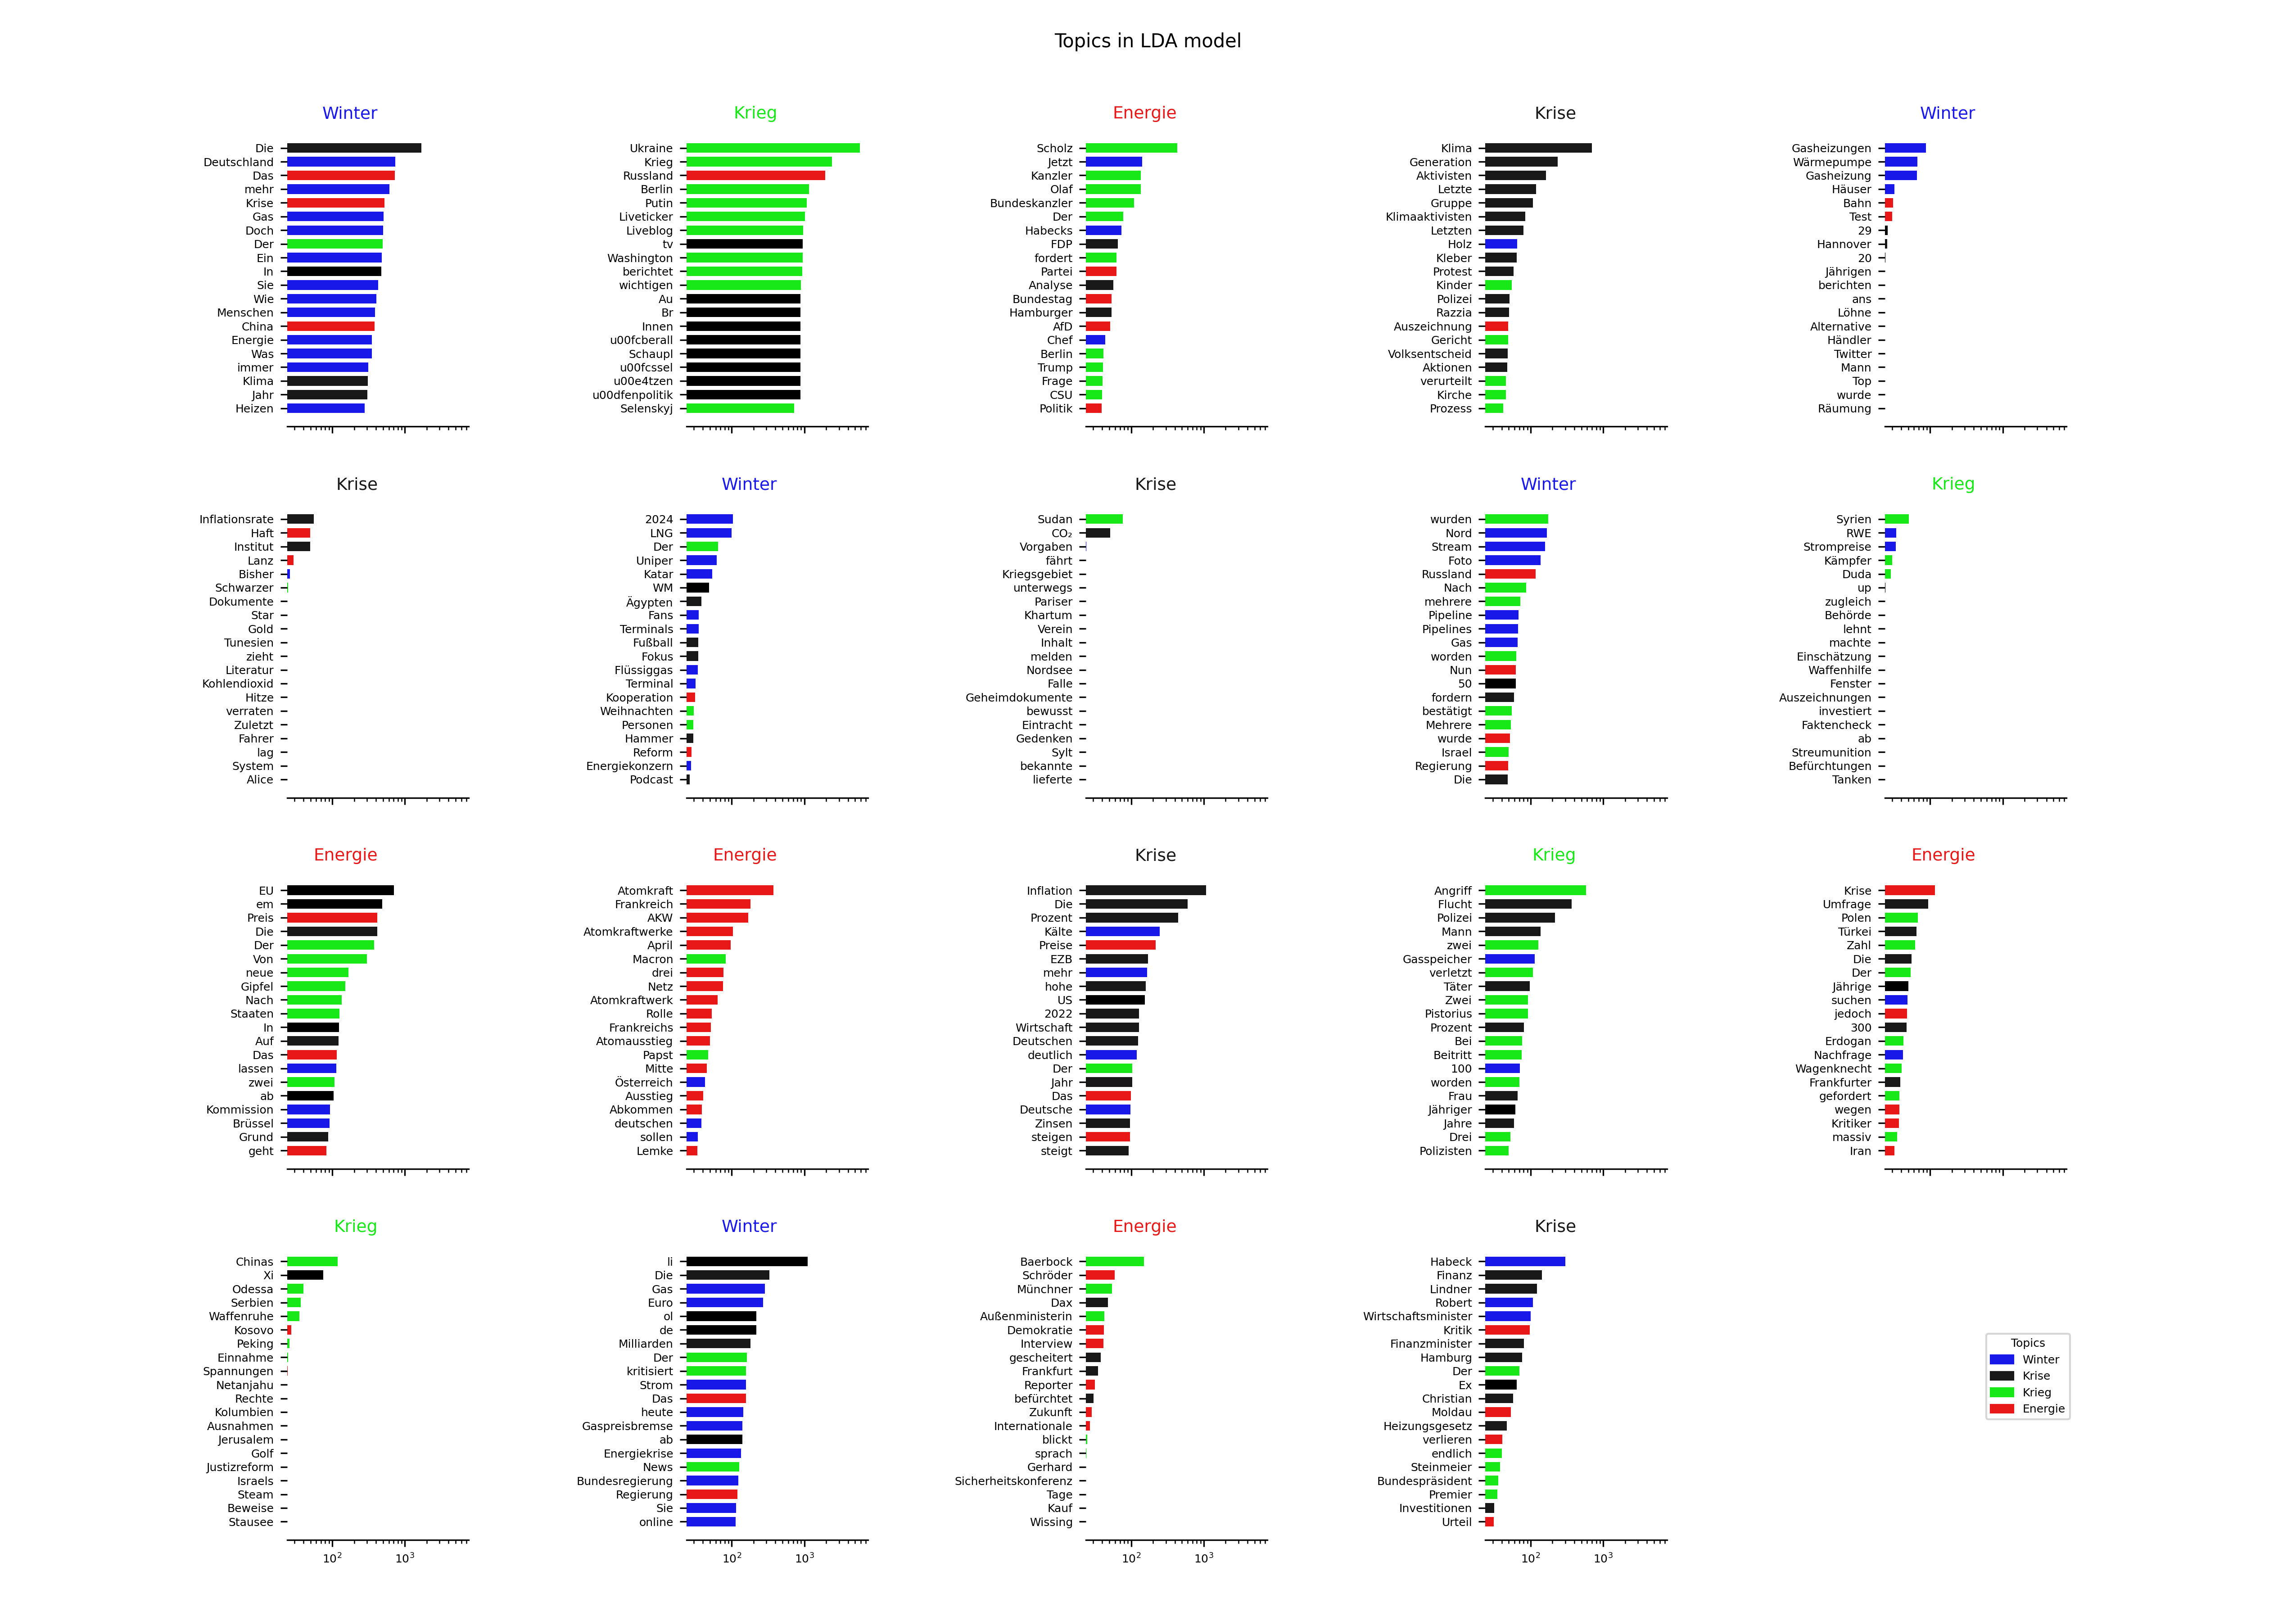 Topics in LDA model
Winter
Die
Deutschland
Das
mehr
Krise
Gas
Doch
Der
Ein
In
Sie
Wie
Menschen
China
Energie
Was
immer
Klima
Jahr
Heizen
Krieg
Ukraine
Krieg
Russland
Berlin
Putin
Liveticker
Liveblog
tv
Washington
berichtet
wichtigen
Au
Br
Innen
u00fcberall
Schaupl
u00fcssel
u00e4tzen
u00dfenpolitik
Selenskyj
Energie
Scholz
Jetzt
Kanzler
Olaf
Bundeskanzler
Der
Habecks
FDP
fordert
Partei
Analyse
Bundestag
Hamburger
AfD
Chef
Berlin
Trump
Frage
CSU
Politik
Krise
Klima
Generation
Aktivisten
Letzte
Gruppe
Klimaaktivisten
Letzten
Holz
Kleber
Protest
Kinder
Polizei
Razzia
Auszeichnung
Gericht
Volksentscheid
Aktionen
verurteilt
Kirche
Prozess
Winter
Gasheizungen
Wärmepumpe
Gasheizung
Häuser
Bahn
Test
29
Hannover
20
Jährigen
berichten
ans
Löhne
Alternative
Händler
Twitter
Mann
Top
wurde
Räumung
Krise
Inflationsrate
Haft
Institut
Lanz
Bisher
Schwarzer
Dokumente
Star
Gold
Tunesien
zieht
Literatur
Kohlendioxid
Hitze
verraten
Zuletzt
Fahrer
lag
System
Alice
Winter
2024
LNG
Der
Uniper
Katar
WM
Ägypten
Fans
Terminals
Fußball
Fokus
Flüssiggas
Terminal
Kooperation
Weihnachten
Personen
Hammer
Reform
Energiekonzern
Podcast
Krise
Sudan
CO₂
Vorgaben
fährt
Kriegsgebiet
unterwegs
Pariser
Khartum
Verein
Inhalt
melden
Nordsee
Falle
Geheimdokumente
bewusst
Eintracht
Gedenken
Sylt
bekannte
lieferte
Winter
wurden
Nord
Stream
Foto
Russland
Nach
mehrere
Pipeline
Pipelines
Gas
worden
Nun
50
fordern
bestätigt
Mehrere
wurde
Israel
Regierung
Die
Krieg
Syrien
RWE
Strompreise
Kämpfer
Duda
up
zugleich
Behörde
lehnt
machte
Einschätzung
Waffenhilfe
Fenster
Auszeichnungen
investiert
Faktencheck
ab
Streumunition
Befürchtungen
Tanken
Energie
EU
em
Preis
Die
Der
Von
neue
Gipfel
Nach
Staaten
In
Auf
Das
lassen
zwei
ab
Kommission
Brüssel
Grund
geht
Energie
Atomkraft
Frankreich
AKW
Atomkraftwerke
April
Macron
drei
Netz
Atomkraftwerk
Rolle
Frankreichs
Atomausstieg
Papst
Mitte
Österreich
Ausstieg
Abkommen
deutschen
sollen
Lemke
Krise
Inflation
Die
Prozent
Kälte
Preise
EZB
mehr
hohe
US
2022
Wirtschaft
Deutschen
deutlich
Der
Jahr
Das
Deutsche
Zinsen
steigen
steigt
Krieg
Angriff
Flucht
Polizei
Mann
zwei
Gasspeicher
verletzt
Täter
Zwei
Pistorius
Prozent
Bei
Beitritt
100
worden
Frau
Jähriger
Jahre
Drei
Polizisten
Energie
Krise
Umfrage
Polen
Türkei
Zahl
Die
Der
Jährige
suchen
jedoch
300
Erdogan
Nachfrage
Wagenknecht
Frankfurter
gefordert
wegen
Kritiker
massiv
Iran
Krieg
Chinas
Xi
Odessa
Serbien
Waffenruhe
Kosovo
Peking
Einnahme
Spannungen
Netanjahu
Rechte
Kolumbien
Ausnahmen
Jerusalem
Golf
Justizreform
Israels
Steam
Beweise
Stausee
10² 10³
Winter
li
Die
Gas
Euro
ol
de
Milliarden
Der
kritisiert
Strom
Das
heute
Gaspreisbremse
ab
Energiekrise
News
Bundesregierung
Regierung
Sie
online
10² 10³
Energie
Baerbock
Schröder
Münchner
Dax
Außenministerin
Demokratie
Interview
gescheitert
Frankfurt
Reporter
befürchtet
Zukunft
Internationale
blickt
sprach
Gerhard
Sicherheitskonferenz
Tage
Kauf
Wissing
10² 10³
Krise
Habeck
Finanz
Lindner
Robert
Wirtschaftsminister
Kritik
Finanzminister
Hamburg
Der
Ex
Christian
Moldau
Heizungsgesetz
verlieren
endlich
Steinmeier
Bundespräsident
Premier
Investitionen
Urteil
10² 10³
Topics
Winter
Krise
Krieg
Energie